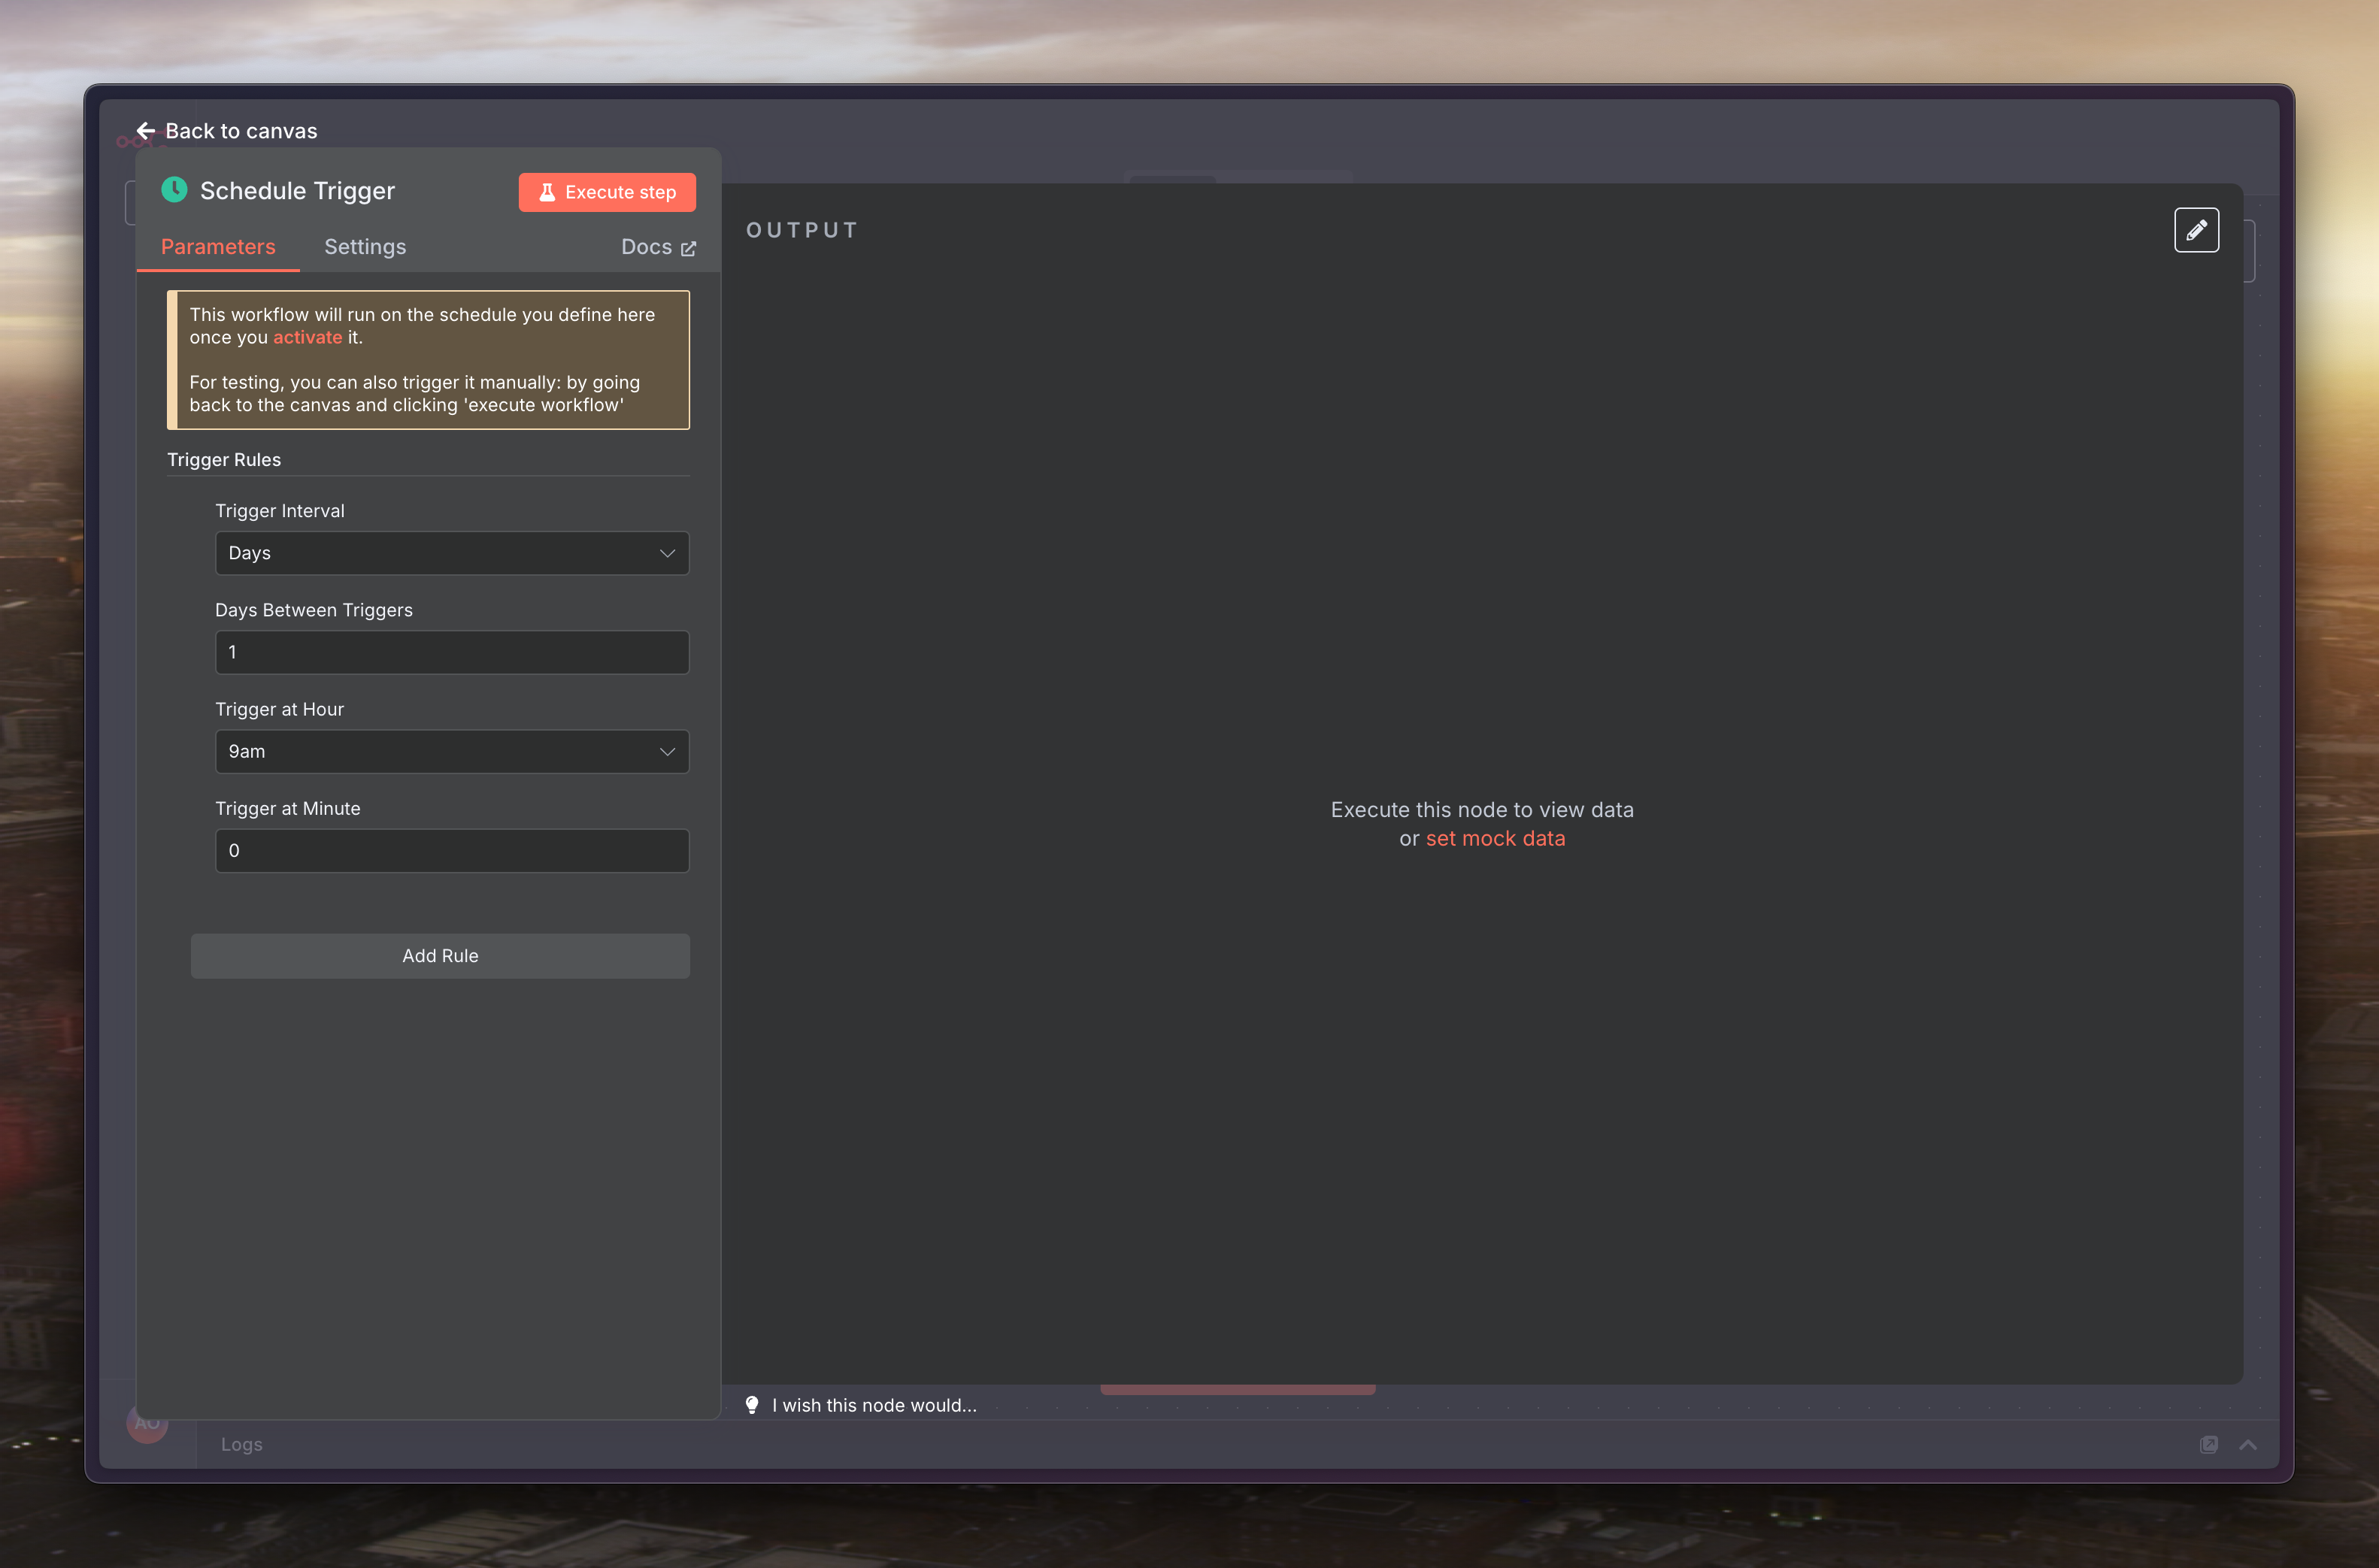 Back to canvas
Schedule Trigger
Execute step
Parameters
Settings
Docs
This workflow will run on the schedule you define here
once you activate it.
For testing, you can also trigger it manually: by going
back to the canvas and clicking 'execute workflow'
Trigger Rules
Trigger Interval
Days
Days Between Triggers
1
Trigger at Hour
9am
Trigger at Minute
0
Add Rule
OUTPUT
Execute this node to view data
or set mock data
I wish this node would...
AO
Logs